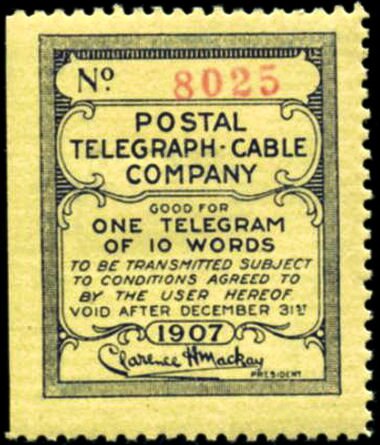 Nº. 8025
POSTAL
TELEGRAPH·CABLE
COMPANY
GOOD FOR
ONE TELEGRAM
OF 10 WORDS
TO BE TRANSMITTED SUBJECT
TO CONDITIONS AGREED TO
BY THE USER HEREOF
VOID AFTER DECEMBER 31ST
1907
Clarence H Mackay
PRESIDENT